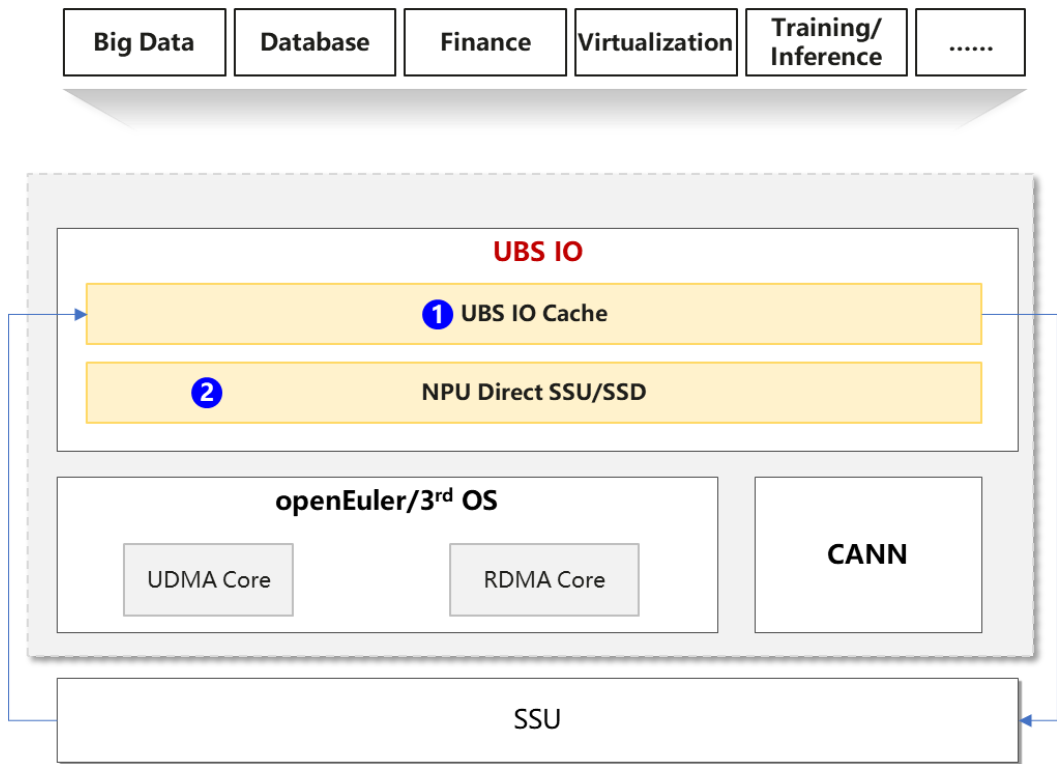 Big Data
Database
Finance
Virtualization
Training/
Inference
......
UBS IO
1 UBS IO Cache
2 NPU Direct SSU/SSD
openEuler/3rd OS
CANN
UDMA Core
RDMA Core
SSU